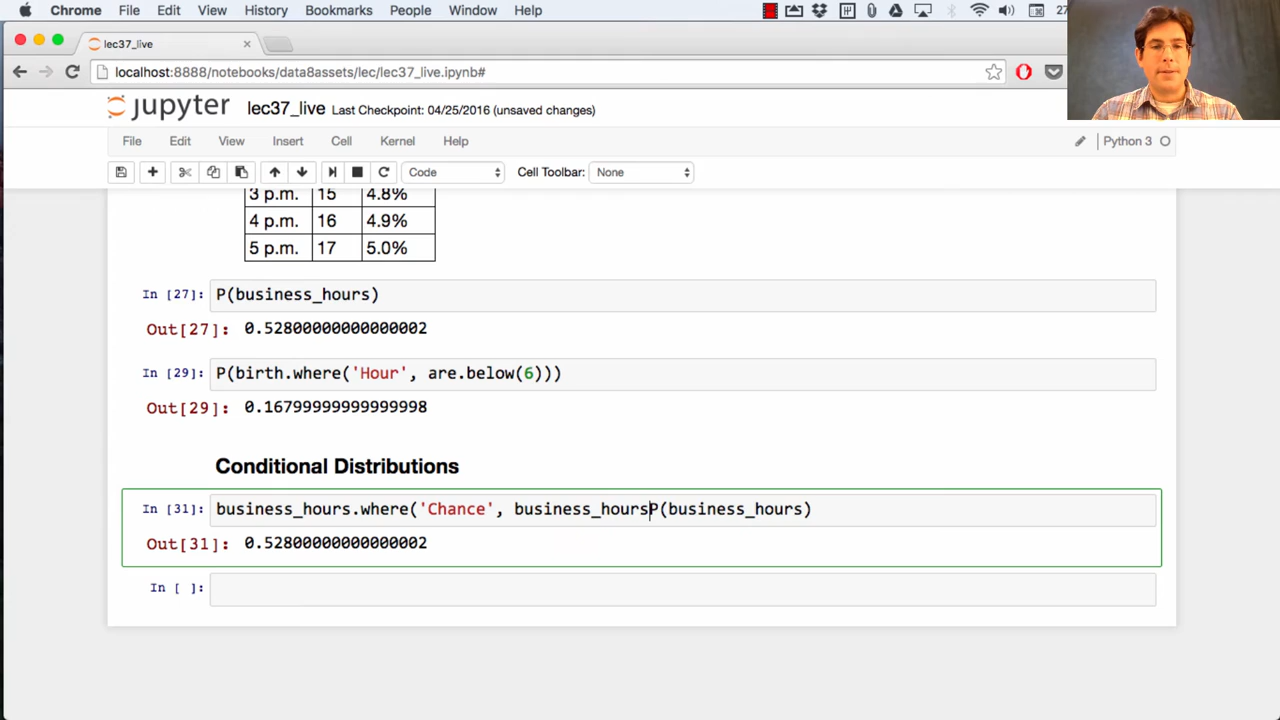 Chrome File Edit View History Bookmarks People Window Help
lec37_live
localhost:8888/notebooks/data8assets/lec/lec37_live.ipynb#
jupyter lec37_live Last Checkpoint: 04/25/2016 (unsaved changes)
File Edit View Insert Cell Kernel Help Python 3
Code Cell Toolbar: None
3 p.m. 15 4.8%
4 p.m. 16 4.9%
5 p.m. 17 5.0%
In [27]: P(business_hours)
Out[27]: 0.52800000000000002
In [29]: P(birth.where('Hour', are.below(6)))
Out[29]: 0.16799999999999998
Conditional Distributions
In [31]: business_hours.where('Chance', business_hoursP(business_hours)
Out[31]: 0.52800000000000002
In [ ]: